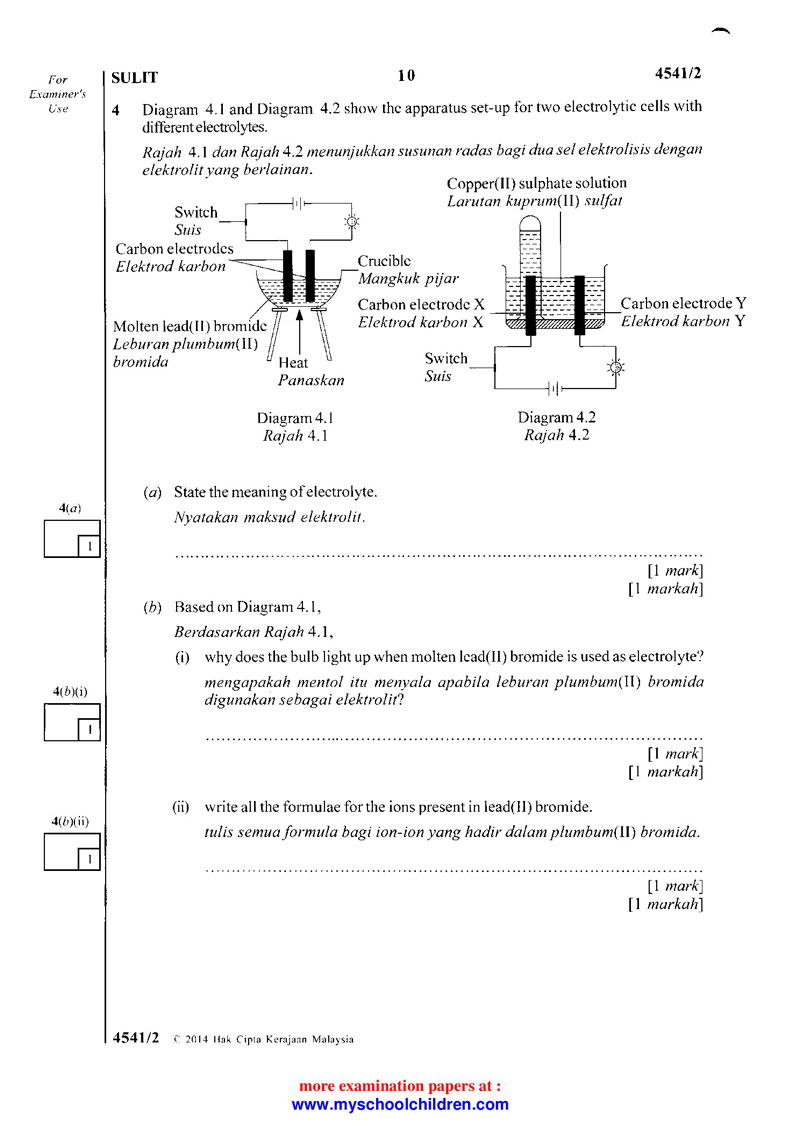 For
Examiner's
Use
SULIT
10
4541/2
4 Diagram 4.1 and Diagram 4.2 show the apparatus set-up for two electrolytic cells with
different electrolytes.
Rajah 4.1 dan Rajah 4.2 menunjukkan susunan radas bagi dua sel elektrolisis dengan
elektrolit yang berlainan.
Copper(II) sulphate solution
Larutan kuprum(II) sulfat
Switch
Suis
Carbon electrodes
Elektrod karbon
Crucible
Mangkuk pijar
Molten lead(II) bromide
Leburan plumbum(II)
bromida
Heat
Panaskan
Diagram 4.1
Rajah 4.1
Carbon electrode X
Elektrod karbon X
Carbon electrode Y
Elektrod karbon Y
Switch
Suis
Diagram 4.2
Rajah 4.2
(a) State the meaning of electrolyte.
Nyatakan maksud elektrolit.
4(a)
1
[1 mark]
[1 markah]
(b) Based on Diagram 4.1,
Berdasarkan Rajah 4.1,
(i) why does the bulb light up when molten lead(II) bromide is used as electrolyte?
mengapakah mentol itu menyala apabila leburan plumbum(II) bromida
digunakan sebagai elektrolit?
4(b)(i)
1
[1 mark]
[1 markah]
(ii) write all the formulae for the ions present in lead(II) bromide.
tulis semua formula bagi ion-ion yang hadir dalam plumbum(II) bromida.
4(b)(ii)
1
[1 mark]
[1 markah]
4541/2 © 2014 Hak Cipta Kerajaan Malaysia
more examination papers at :
www.myschoolchildren.com